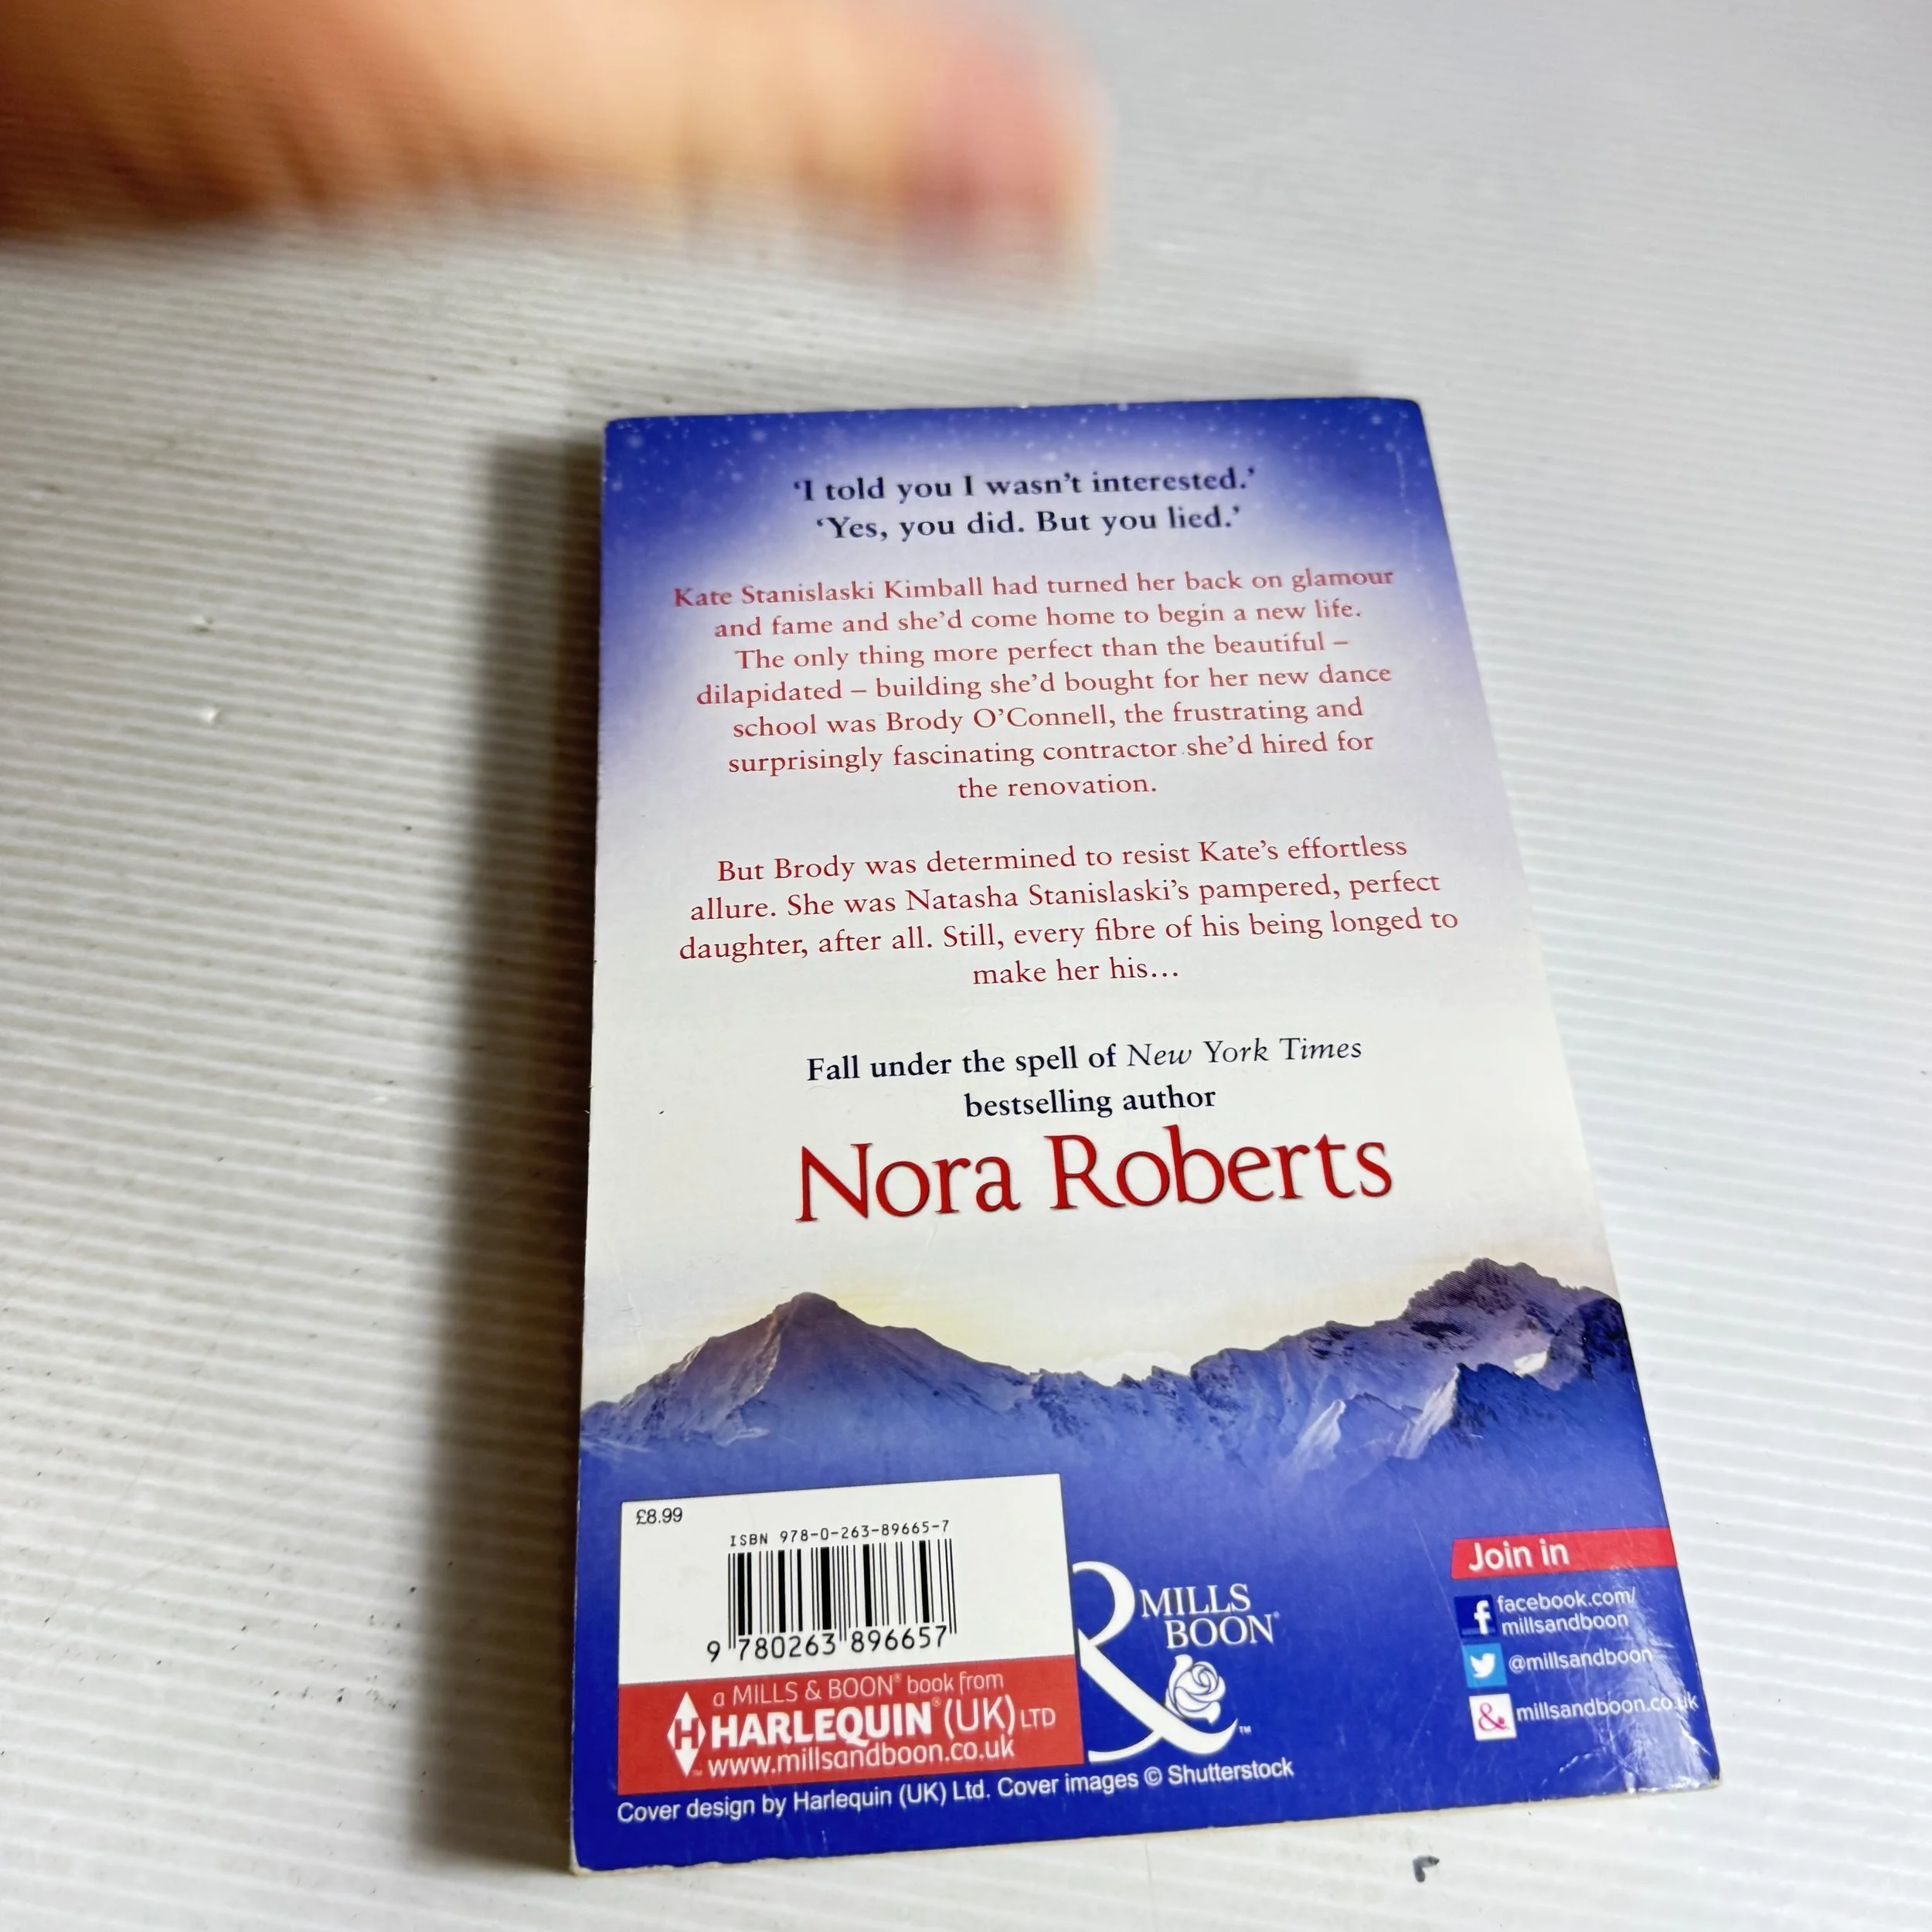 ‘I told you I wasn’t interested.’
‘Yes, you did. But you lied.’
Kate Stanislaski Kimball had turned her back on glamour
and fame and she’d come home to begin a new life.
The only thing more perfect than the beautiful –
dilapidated – building she’d bought for her new dance
school was Brody O’Connell, the frustrating and
surprisingly fascinating contractor she’d hired for
the renovation.
But Brody was determined to resist Kate’s effortless
allure. She was Natasha Stanislaski’s pampered, perfect
daughter, after all. Still, every fibre of his being longed to
make her his…
Fall under the spell of New York Times
bestselling author
Nora Roberts
£8.99
ISBN 978-0-263-89665-7
9 780263 896657
a MILLS & BOON® book from
HARLEQUIN® (UK) LTD
™ www.millsandboon.co.uk
MILLS
&
BOON®
™
Join in
f facebook.com/
millsandboon
@millsandboon
& millsandboon.co.uk
Cover design by Harlequin (UK) Ltd. Cover images © Shutterstock